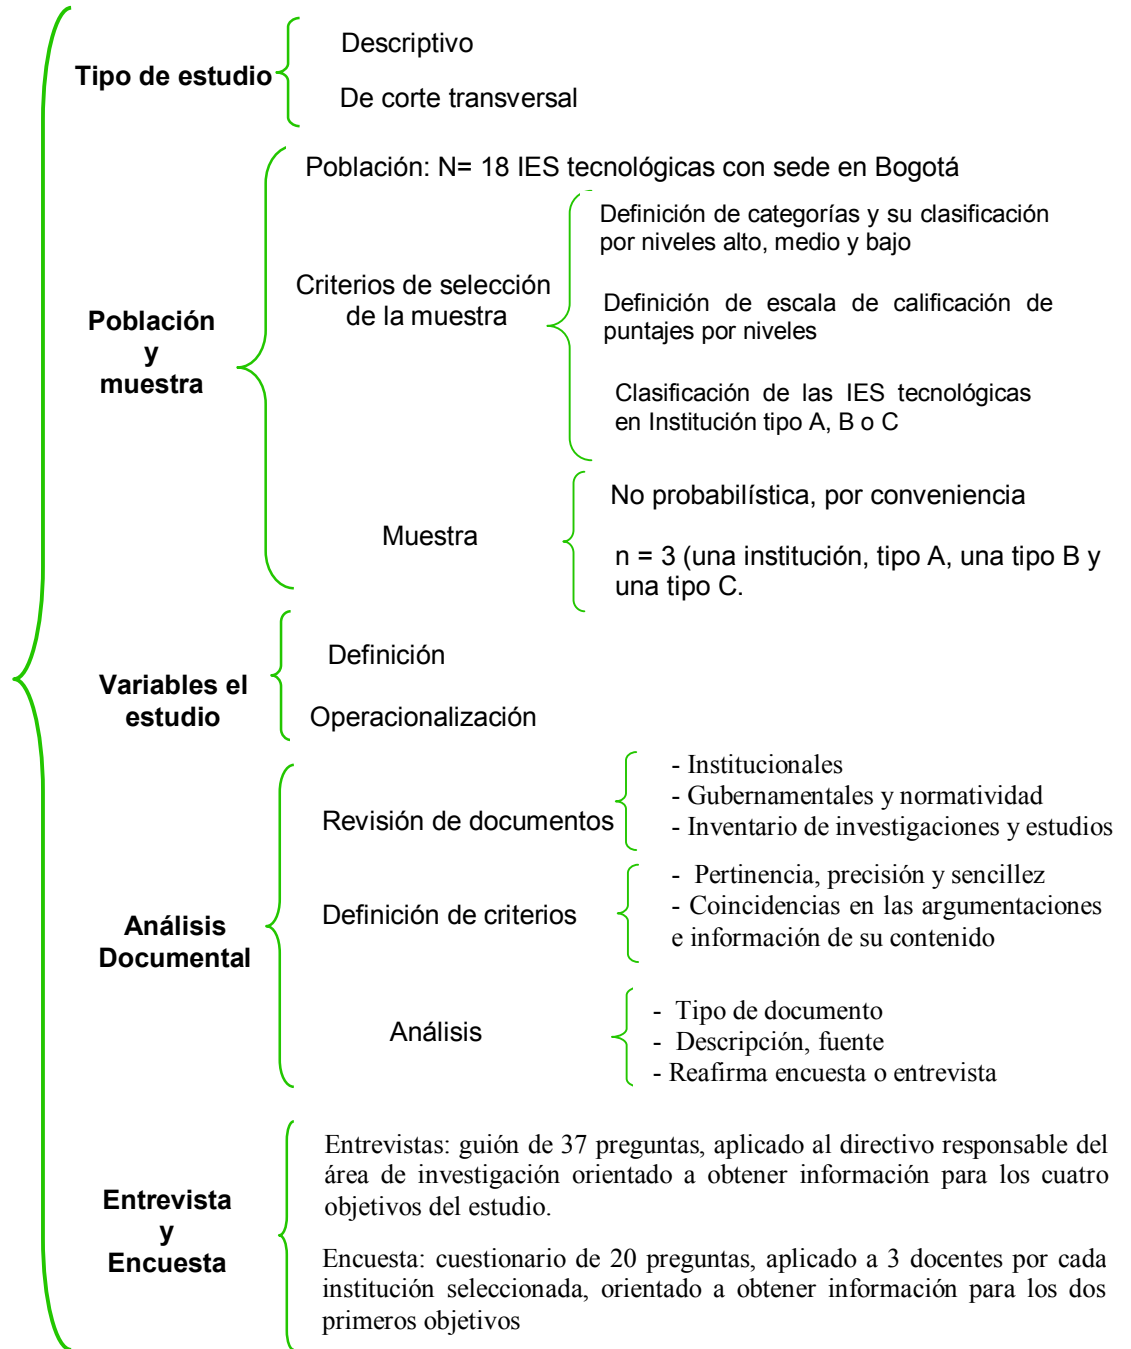 Tipo de estudio
Descriptivo
De corte transversal
Población
y
muestra
Población: N= 18 IES tecnológicas con sede en Bogotá
Criterios de selección
de la muestra
Definición de categorías y su clasificación
por niveles alto, medio y bajo
Definición de escala de calificación de
puntajes por niveles
Clasificación de las IES tecnológicas
en Institución tipo A, B o C
Muestra
No probabilística, por conveniencia
n = 3 (una institución, tipo A, una tipo B y
una tipo C.
Variables el
estudio
Definición
Operacionalización
Análisis
Documental
Revisión de documentos
- Institucionales
- Gubernamentales y normatividad
- Inventario de investigaciones y estudios
Definición de criterios
- Pertinencia, precisión y sencillez
- Coincidencias en las argumentaciones
e información de su contenido
Análisis
- Tipo de documento
- Descripción, fuente
- Reafirma encuesta o entrevista
Entrevista
y
Encuesta
Entrevistas: guión de 37 preguntas, aplicado al directivo responsable del
área de investigación orientado a obtener información para los cuatro
objetivos del estudio.
Encuesta: cuestionario de 20 preguntas, aplicado a 3 docentes por cada
institución seleccionada, orientado a obtener información para los dos
primeros objetivos